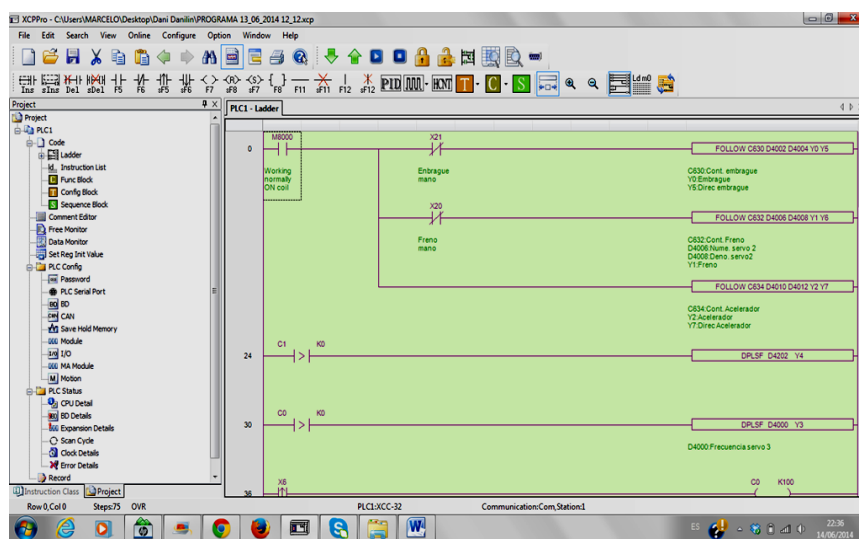 XCPPro - C:\Users\MARCELO\Desktop\Dani Danilin\PROGRAMA 13_06_2014 12_12.xcp
File Edit Search View Online Configure Option Window Help
Ins sIns Del sDel F5 F6 sF5 sF6 F7 sF8 sF7 F8 F11 sF11 F12 sF12 PID HCNT T C S Ld m0
Project
PLC1 - Ladder
Project
PLC1
Code
Ladder
Instruction List
Func Block
Config Block
Sequence Block
Comment Editor
Free Monitor
Data Monitor
Set Reg Init Value
PLC Config
Password
PLC Serial Port
BD BD
CAN
Save Hold Memory
Module
I/O I/O
MA Module
M Motion
PLC Status
CPU Detail
BD BD Details
Expansion Details
Scan Cycle
Clock Details
Error Details
Record
Instruction Class Project
0 M8000 X21 FOLLOW C630 D4002 D4004 Y0 Y5
Working normally ON coil
Enbrague mano
C630:Cont. embrague
Y0:Embrague
Y5:Direc embrague
X20 FOLLOW C632 D4006 D4008 Y1 Y6
Freno mano
C632:Cont. Freno
D4006:Nume. servo 2
D4008:Deno. servo2
Y1:Freno
FOLLOW C634 D4010 D4012 Y2 Y7
C634:Cont. Acelerador
Y2:Acelerador
Y7:Direc Acelerador
24 C1 > K0 DPLSF D4202 Y4
30 C0 > K0 DPLSF D4000 Y3
D4000:Frecuencia servo 3
36 X6 C0 K100
Row 0,Col 0 Steps:75 OVR PLC1:XCC-32 Communication:Com,Station:1
ES 22:36
14/06/2014